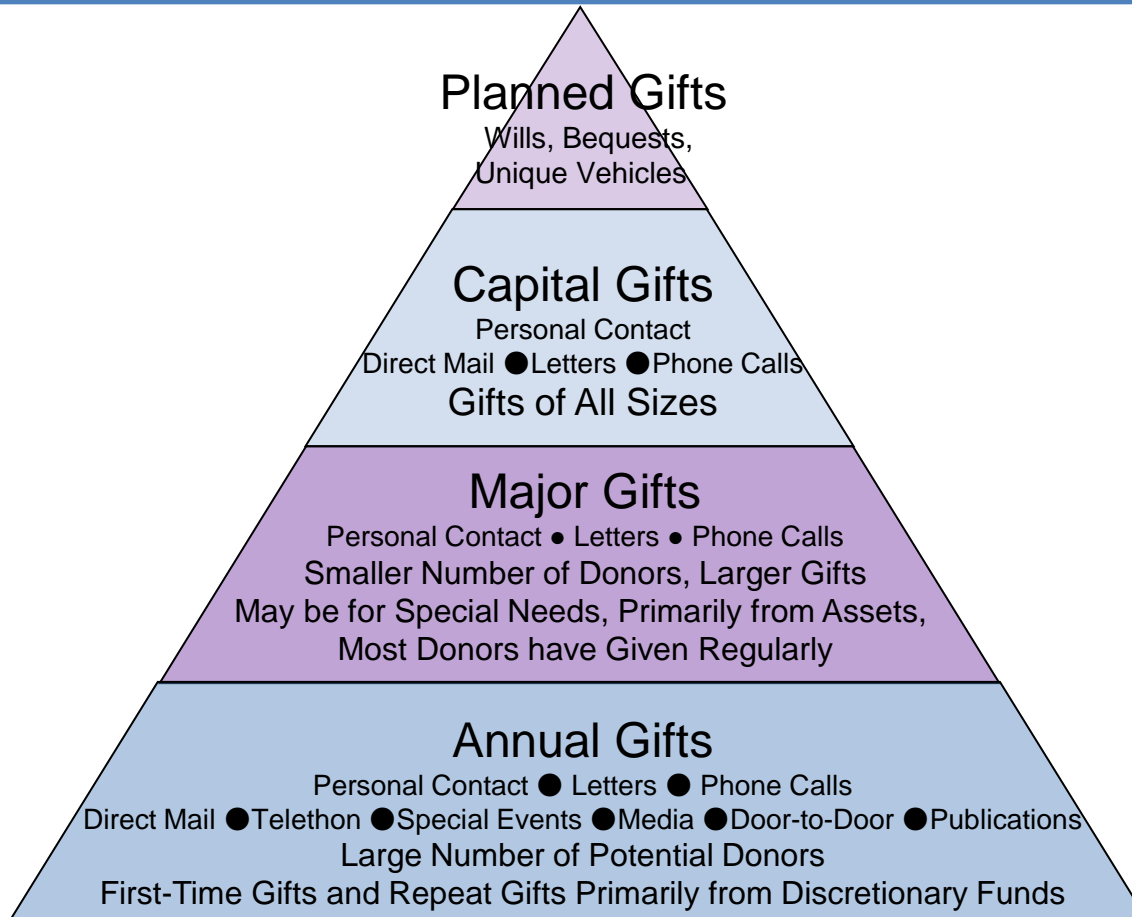 Planned Gifts
Wills, Bequests,
Unique Vehicles
Capital Gifts
Personal Contact
Direct Mail ●Letters ●Phone Calls
Gifts of All Sizes
Major Gifts
Personal Contact ● Letters ● Phone Calls
Smaller Number of Donors, Larger Gifts
May be for Special Needs, Primarily from Assets,
Most Donors have Given Regularly
Annual Gifts
Personal Contact ● Letters ● Phone Calls
Direct Mail ●Telethon ●Special Events ●Media ●Door-to-Door ●Publications
Large Number of Potential Donors
First-Time Gifts and Repeat Gifts Primarily from Discretionary Funds